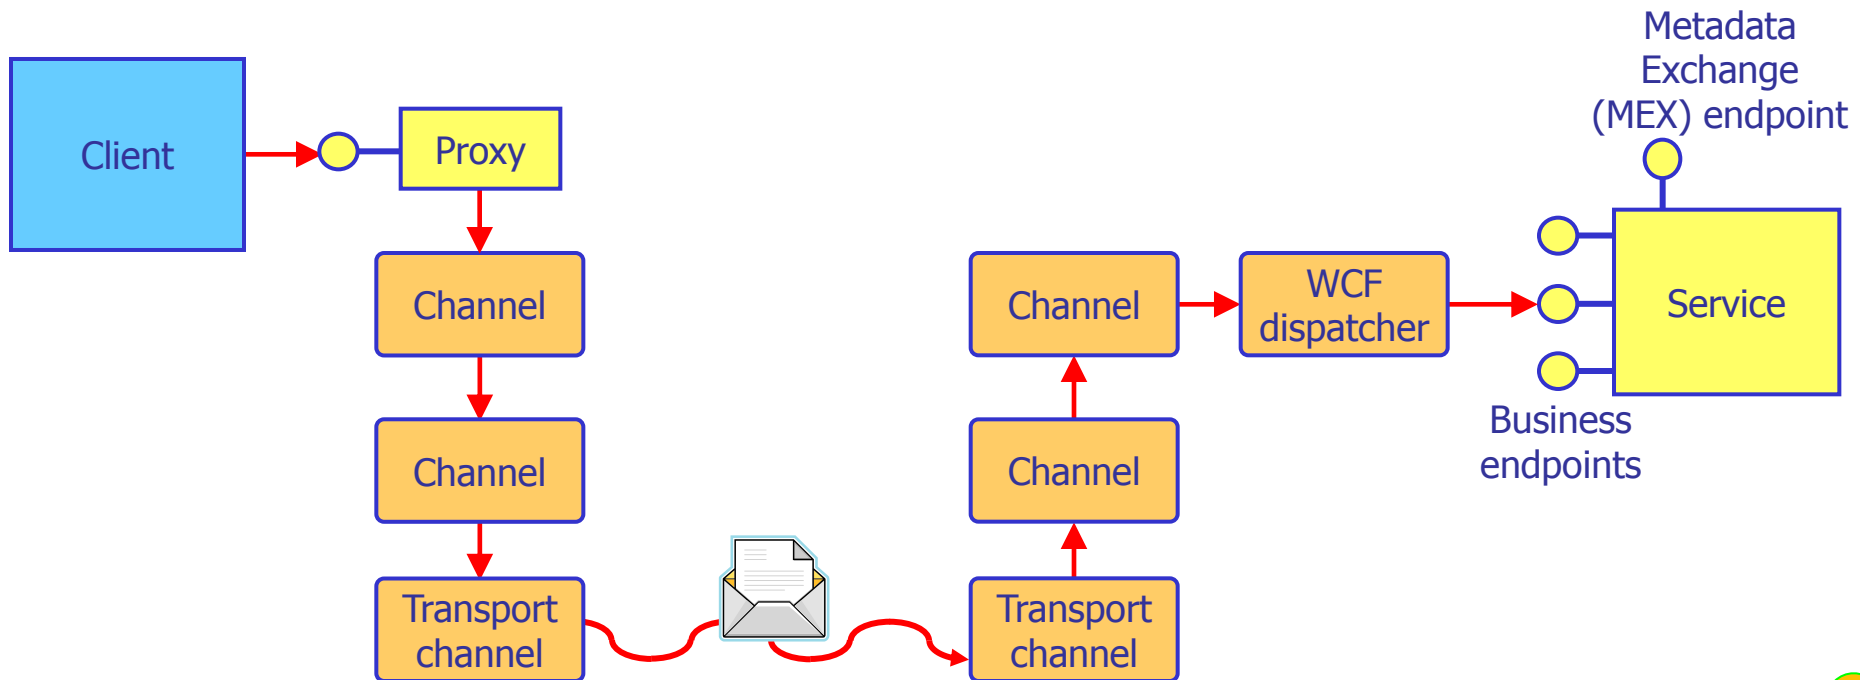 Metadata
Exchange
(MEX) endpoint
Client
Proxy
Channel
Channel
WCF
dispatcher
Service
Business
endpoints
Channel
Channel
Transport
channel
Transport
channel